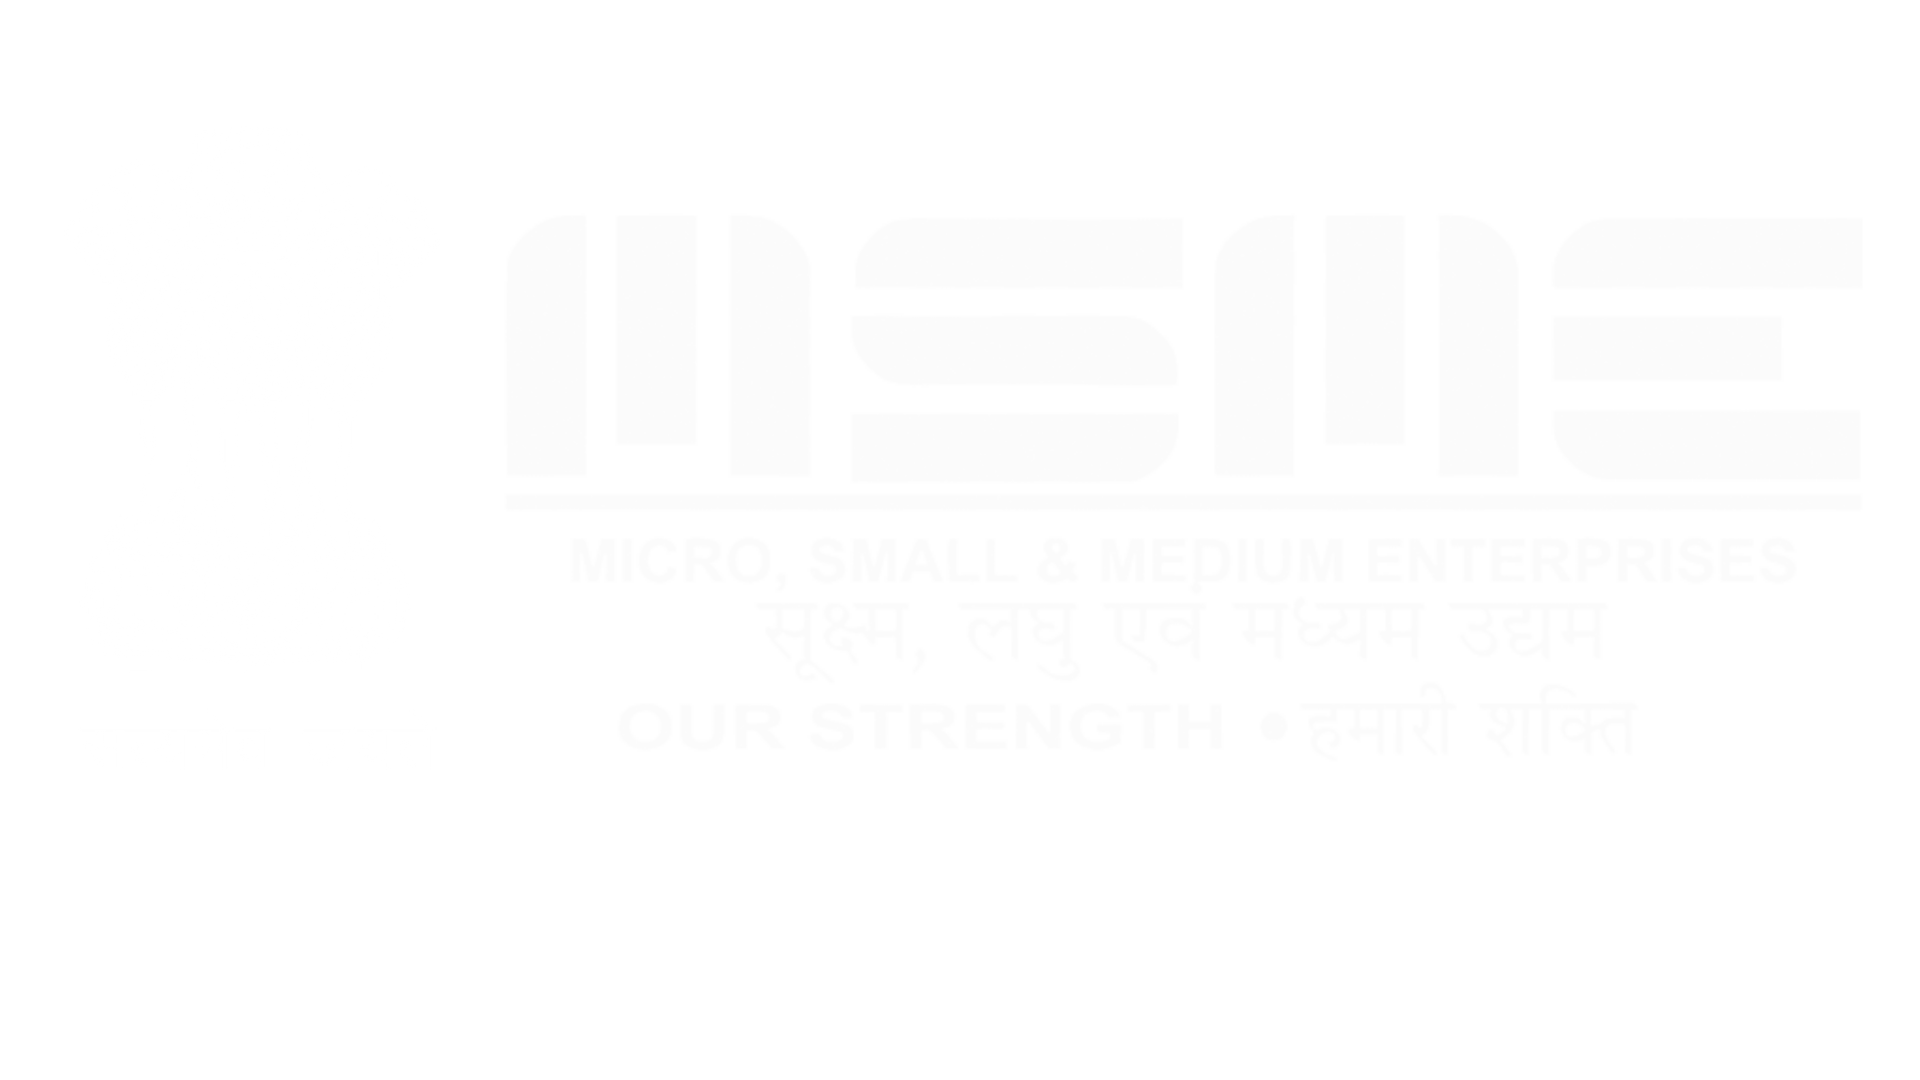 MSME
MICRO, SMALL & MEDIUM ENTERPRISES
सूक्ष्म, लघु एवं मध्यम उद्यम
OUR STRENGTH • हमारी शक्ति